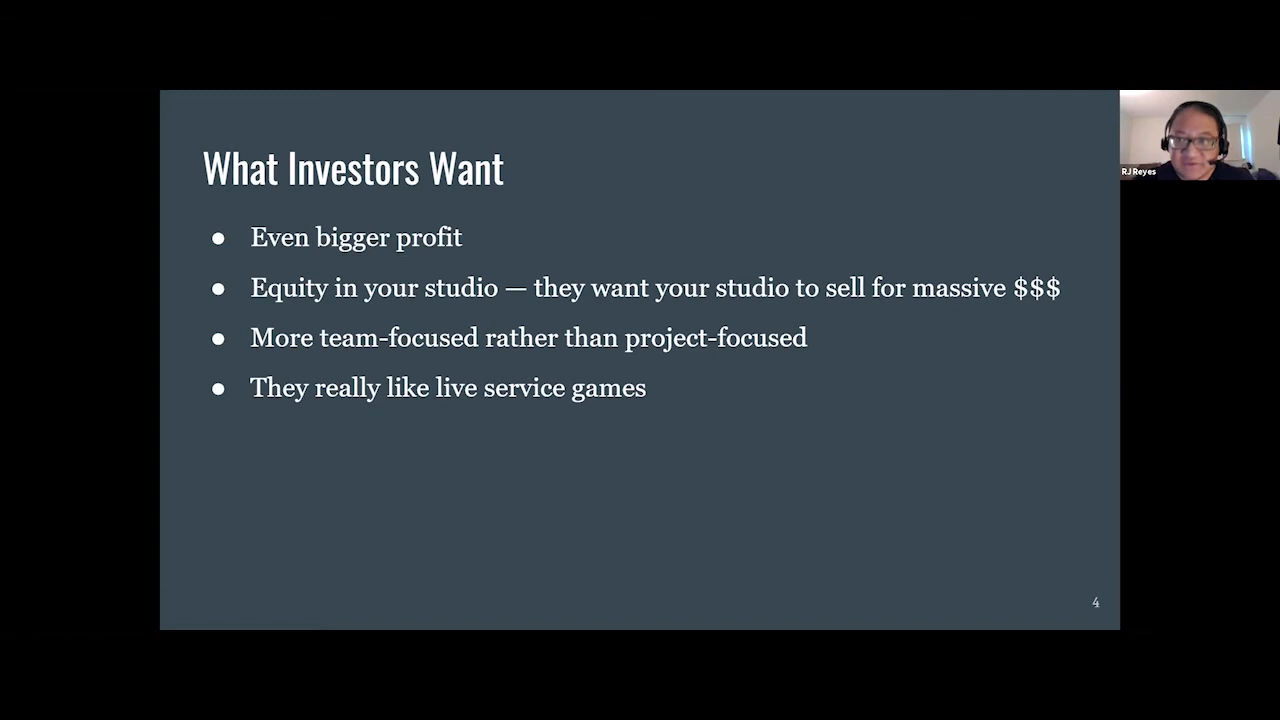 What Investors Want
● Even bigger profit
● Equity in your studio — they want your studio to sell for massive $$$
● More team-focused rather than project-focused
● They really like live service games
4
RJ Reyes